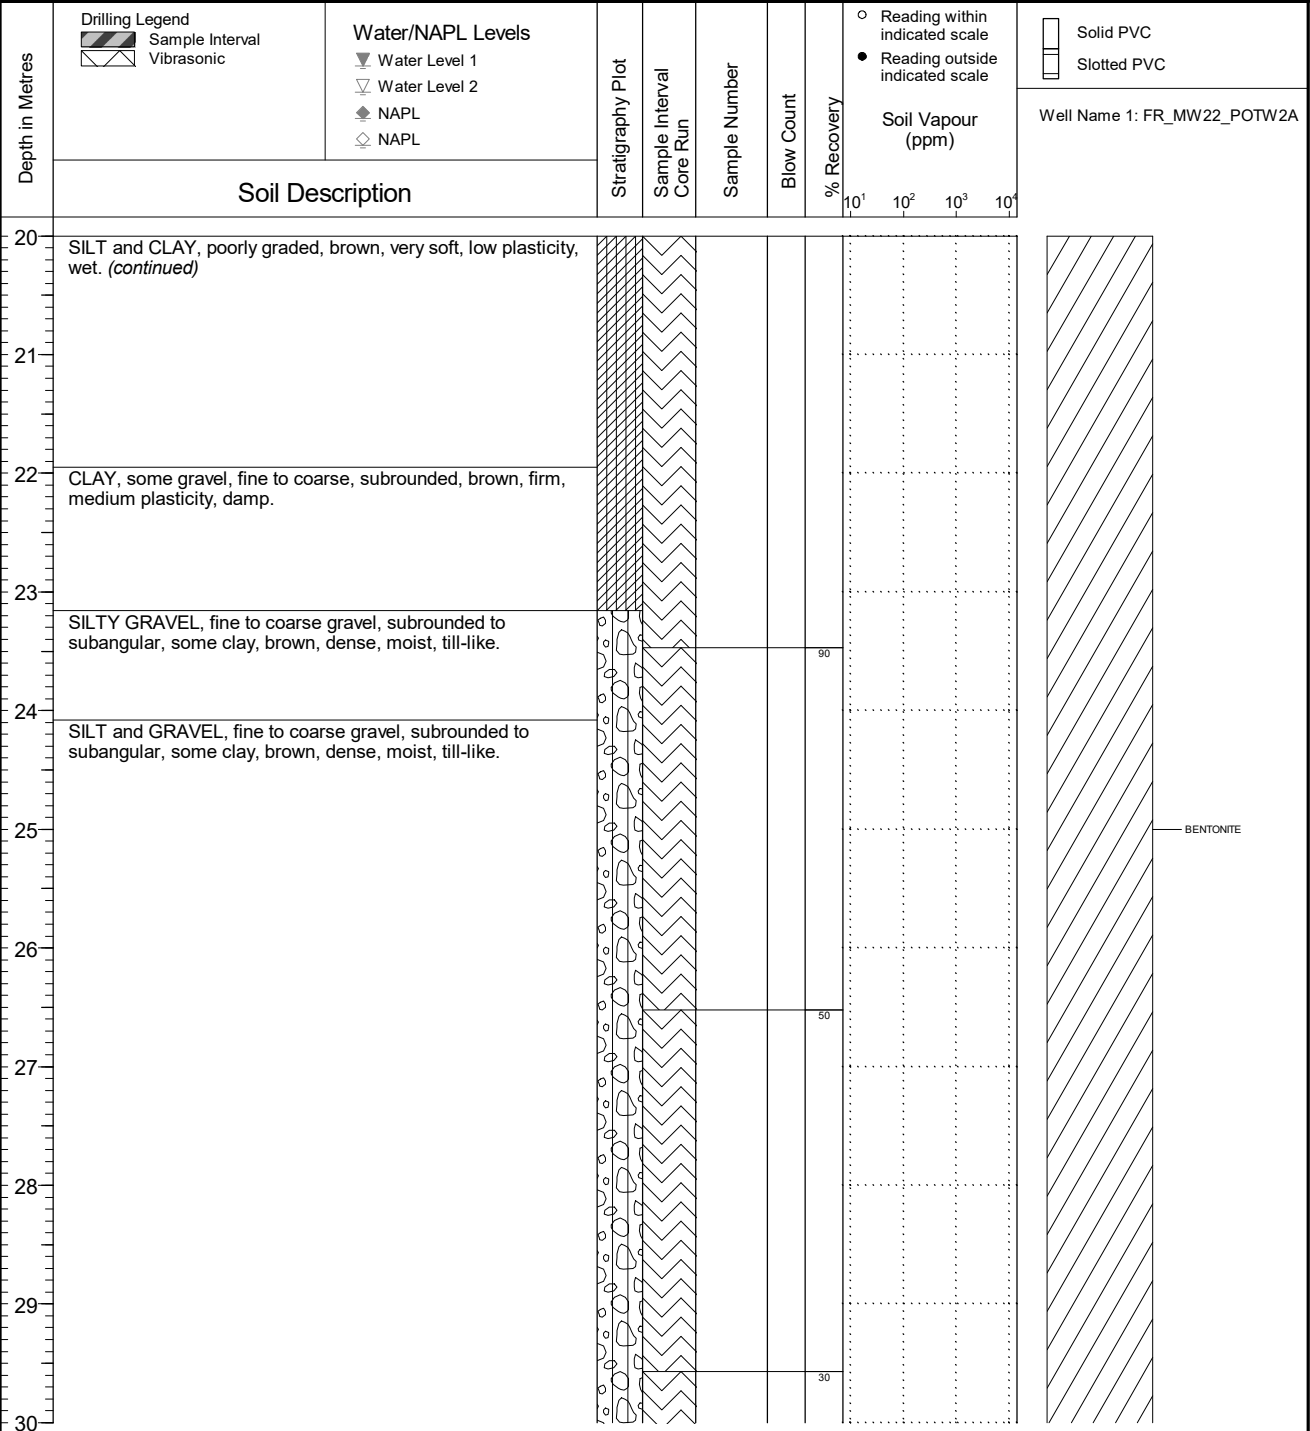 Depth in Metres
Drilling Legend
Sample Interval
Vibrasonic
Water/NAPL Levels
Water Level 1
Water Level 2
NAPL
NAPL
Soil Description
Stratigraphy Plot
Sample Interval
Core Run
Sample Number
Blow Count
% Recovery
Reading within
indicated scale
Reading outside
indicated scale
Soil Vapour
(ppm)
10¹ 10² 10³ 10⁴
Solid PVC
Slotted PVC
Well Name 1: FR_MW22_POTW2A
20
SILT and CLAY, poorly graded, brown, very soft, low plasticity,
wet. (continued)
21
22
CLAY, some gravel, fine to coarse, subrounded, brown, firm,
medium plasticity, damp.
23
SILTY GRAVEL, fine to coarse gravel, subrounded to
subangular, some clay, brown, dense, moist, till-like.
90
24
SILT and GRAVEL, fine to coarse gravel, subrounded to
subangular, some clay, brown, dense, moist, till-like.
25
BENTONITE
26
50
27
28
29
30
30